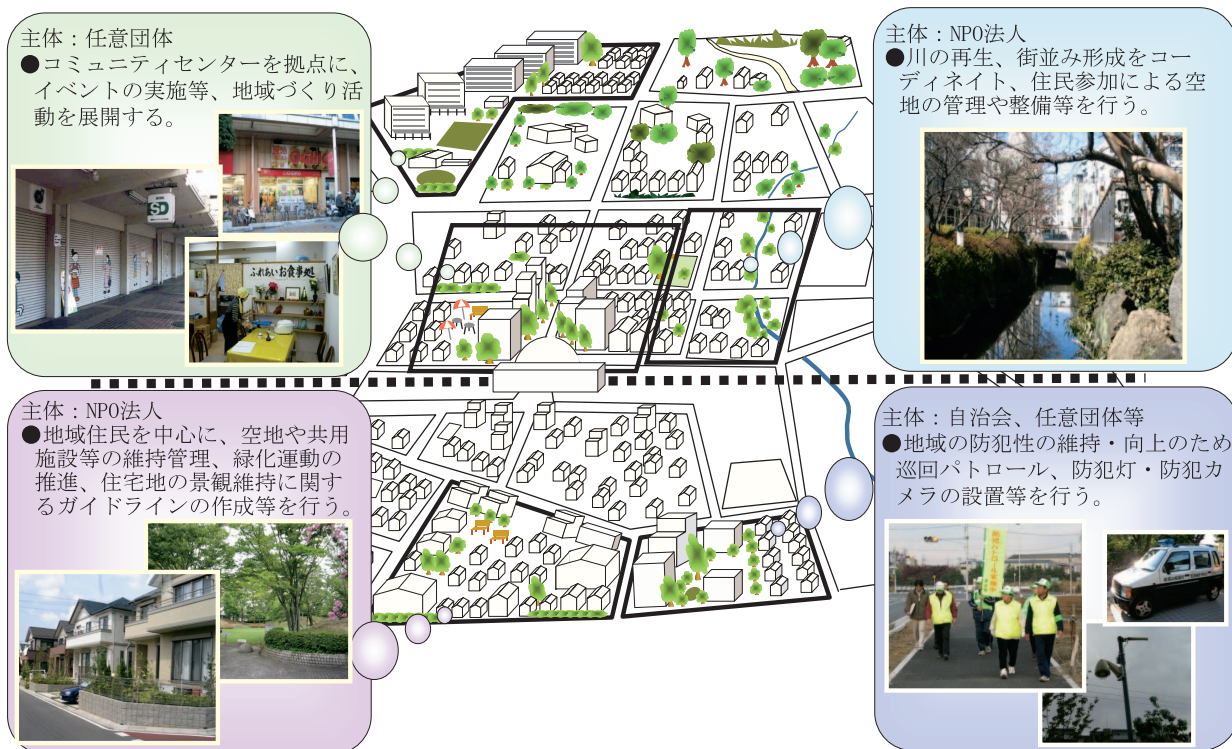 主体：任意団体
●コミュニティセンターを拠点に、
イベントの実施等、地域づくり活
動を展開する。
SD
ふれあいお食事処
主体：NPO法人
●川の再生、街並み形成をコー
ディネイト、住民参加による空
地の管理や整備等を行う。
主体：NPO法人
●地域住民を中心に、空地や共用
施設等の維持管理、緑化運動の
推進、住宅地の景観維持に関す
るガイドラインの作成等を行う。
主体：自治会、任意団体等
●地域の防犯性の維持・向上のため
巡回パトロール、防犯灯・防犯カ
メラの設置等を行う。